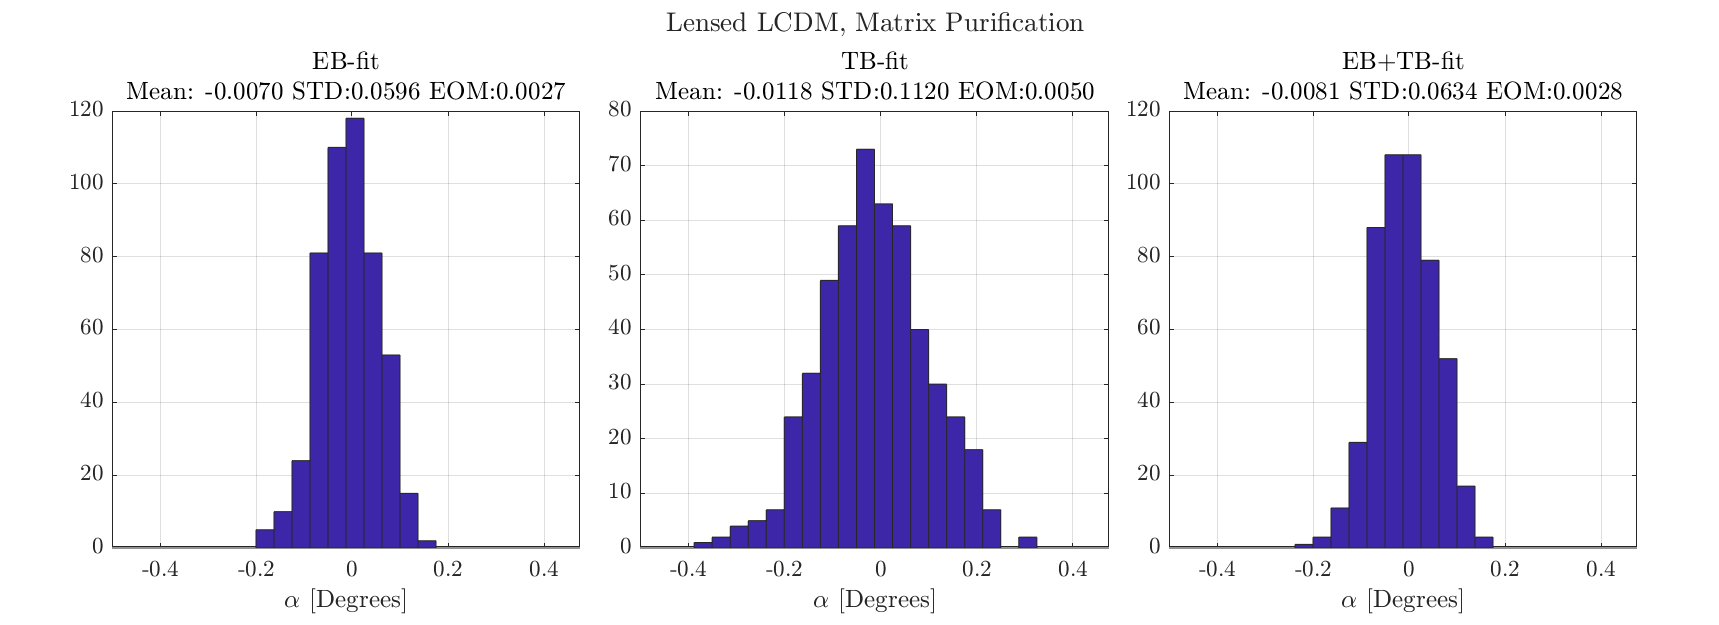 Lensed LCDM, Matrix Purification
EB-fit
Mean: -0.0070 STD:0.0596 EOM:0.0027
120
100
80
60
40
20
0
-0.4 -0.2 0 0.2 0.4
α [Degrees]
TB-fit
Mean: -0.0118 STD:0.1120 EOM:0.0050
80
70
60
50
40
30
20
10
0
-0.4 -0.2 0 0.2 0.4
α [Degrees]
EB+TB-fit
Mean: -0.0081 STD:0.0634 EOM:0.0028
120
100
80
60
40
20
0
-0.4 -0.2 0 0.2 0.4
α [Degrees]